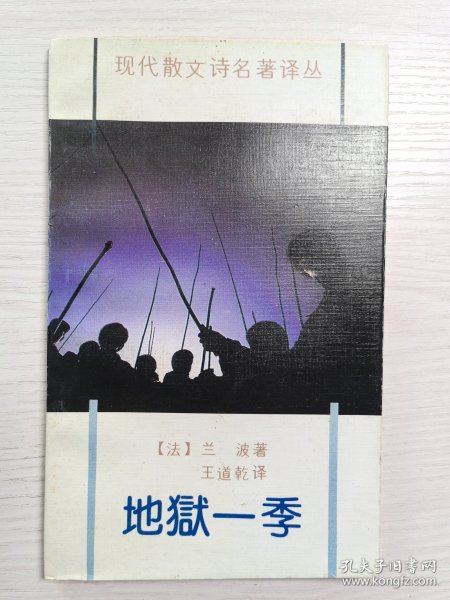 现代散文诗名著译丛
【法】兰 波著
王道乾译
地獄一季
孔夫子旧书网
www.kongfz.com